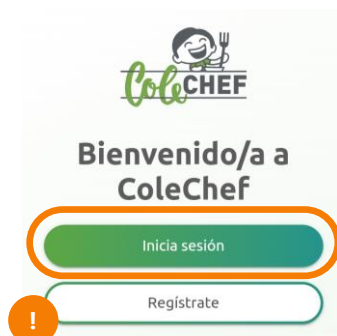 ColeCHEF
Bienvenido/a a
ColeChef
Inicia sesión
!
Regístrate